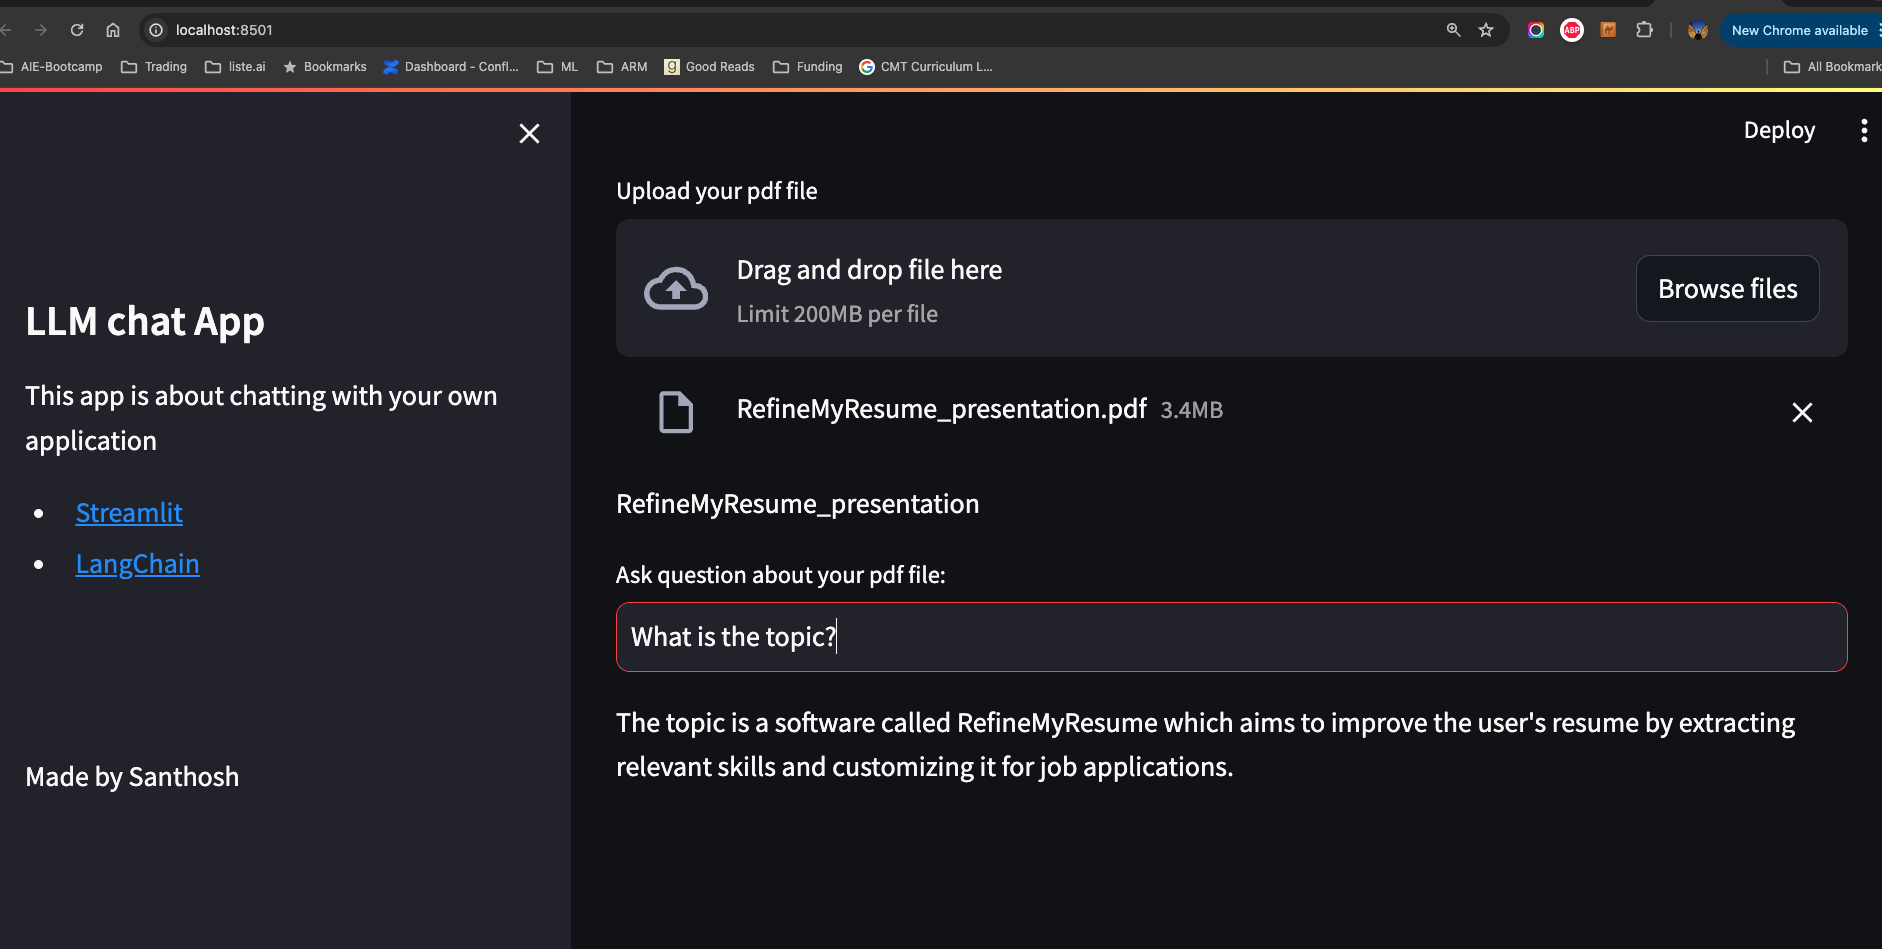 localhost:8501
New Chrome available
AIE-Bootcamp Trading liste.ai Bookmarks Dashboard - Confl... ML ARM Good Reads Funding CMT Curriculum L... All Bookmark
Deploy
LLM chat App
This app is about chatting with your own
application
Streamlit
LangChain
Made by Santhosh
Upload your pdf file
Drag and drop file here
Limit 200MB per file
Browse files
RefineMyResume_presentation.pdf 3.4MB
RefineMyResume_presentation
Ask question about your pdf file:
What is the topic?
The topic is a software called RefineMyResume which aims to improve the user's resume by extracting
relevant skills and customizing it for job applications.